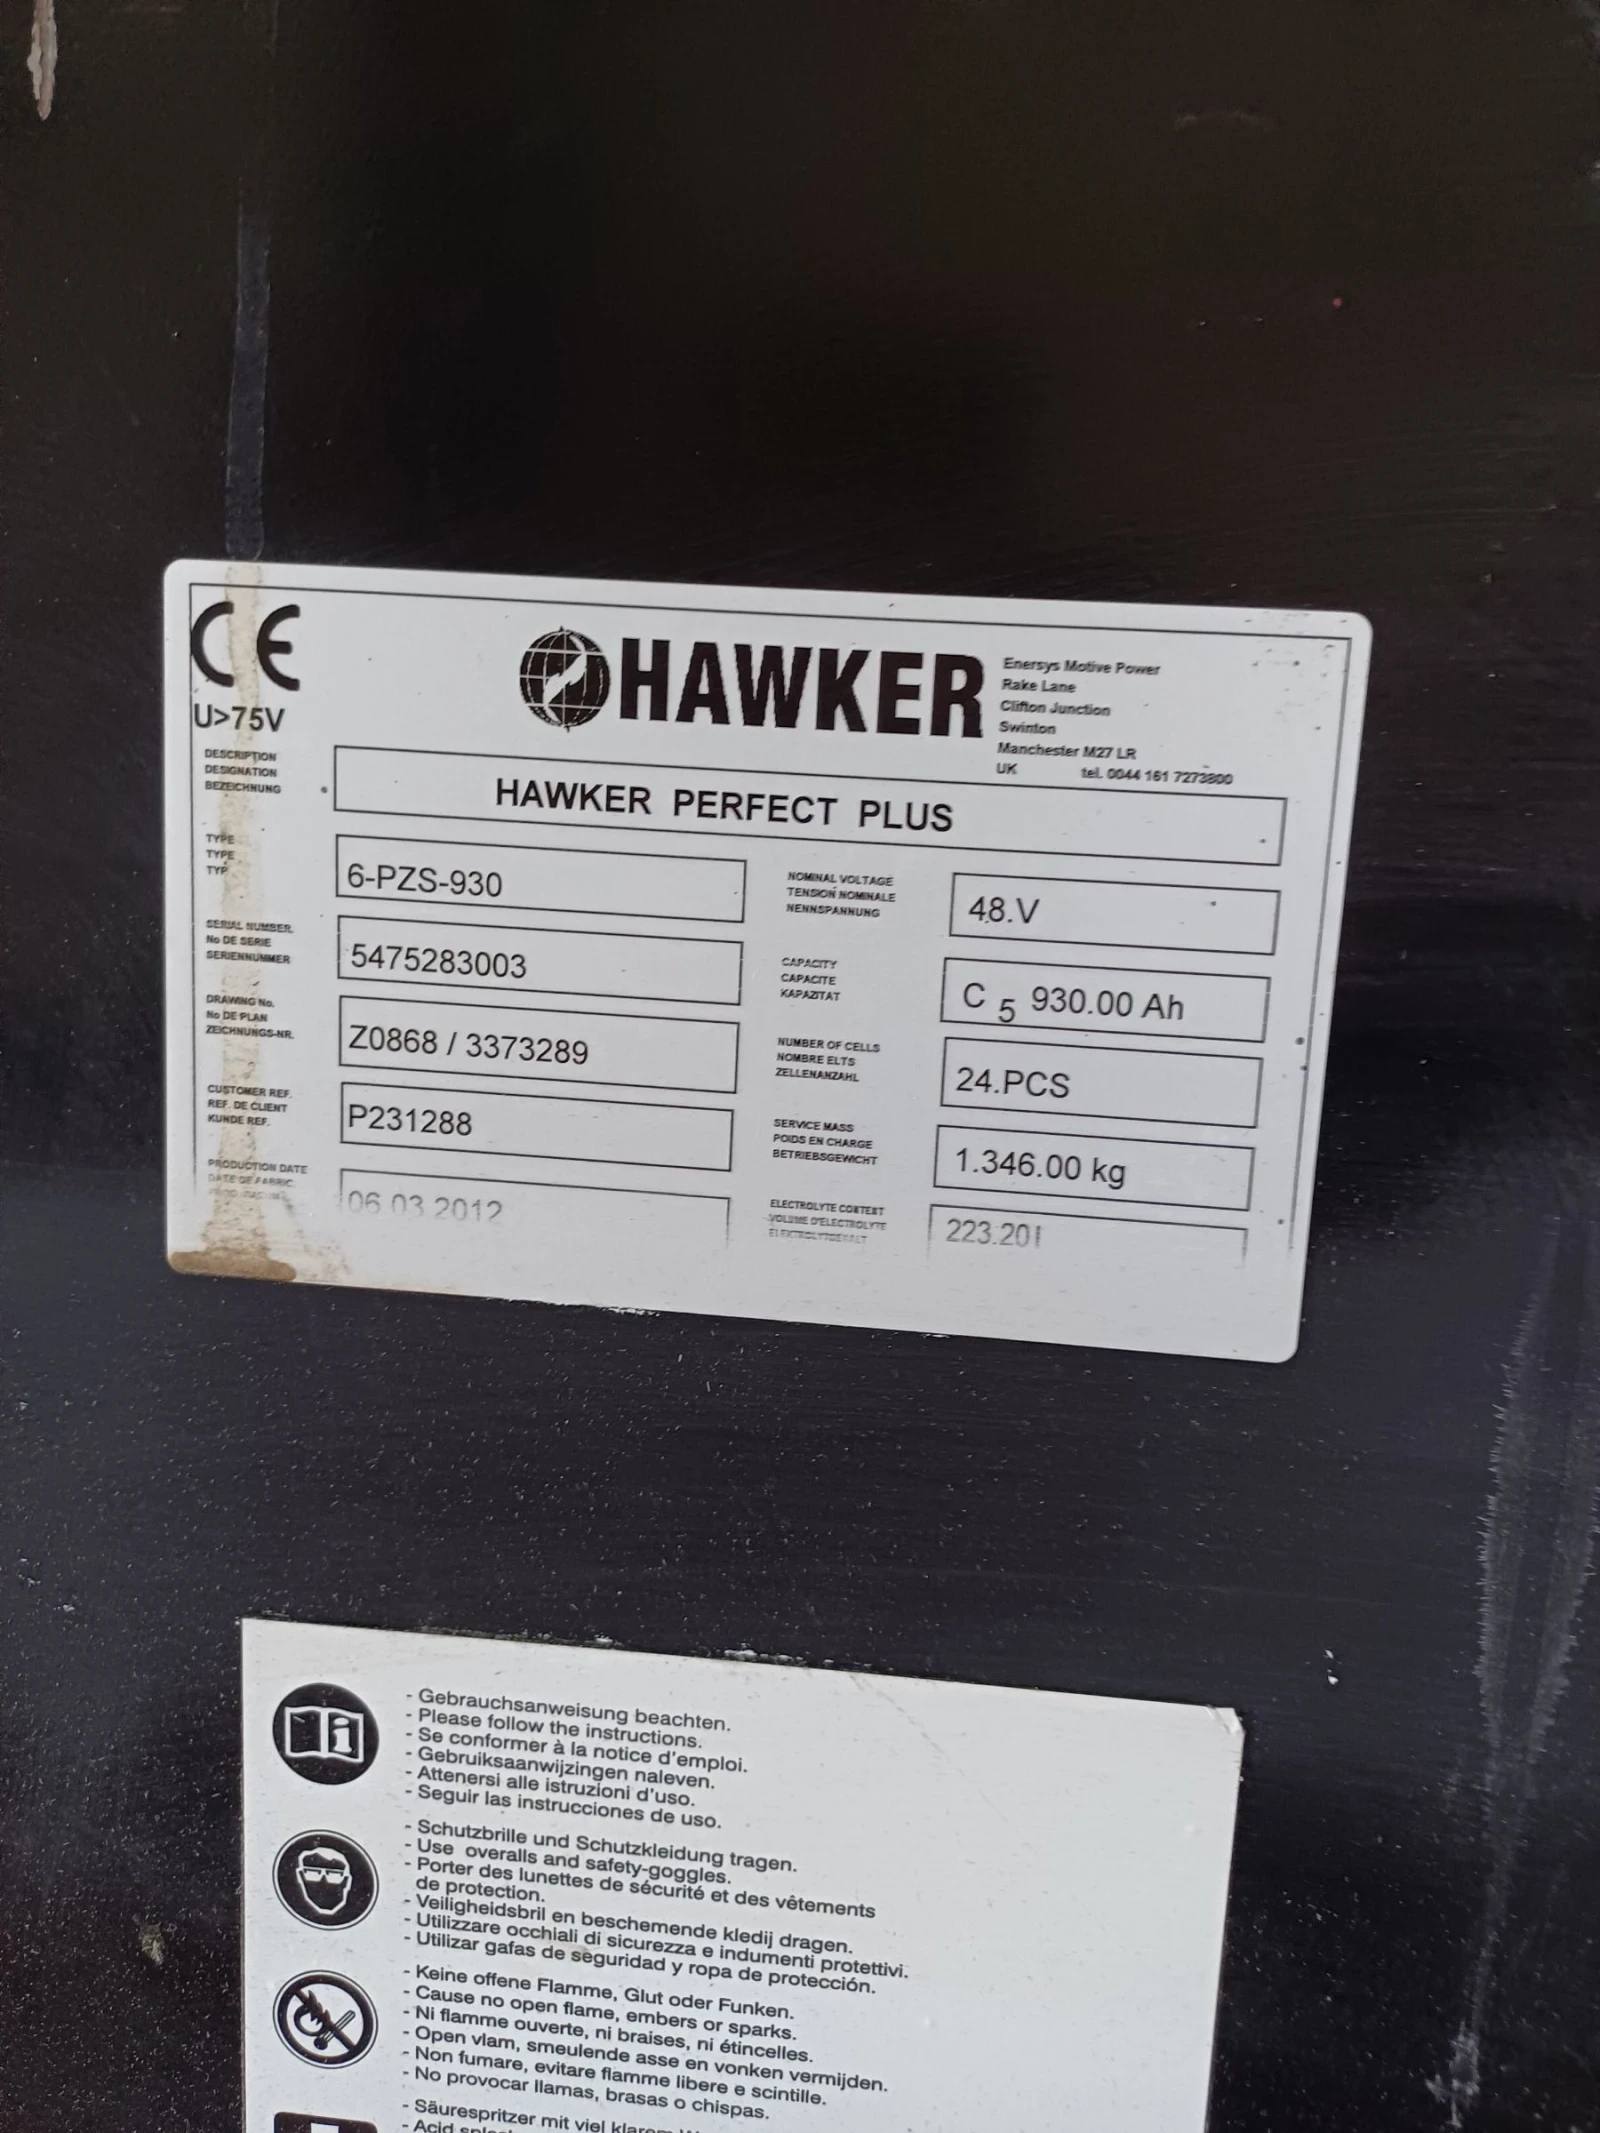 CE
U>75V
HAWKER
Enersys Motive Power
Rake Lane
Clifton Junction
Swinton
Manchester M27 LR
UK tel. 0044 161 7273800
DESCRIPTION
DESIGNATION
BEZEICHNUNG
HAWKER PERFECT PLUS
TYPE
TYPE
TYP
6-PZS-930
NOMINAL VOLTAGE
TENSION NOMINALE
NENNSPANNUNG
48.V
SERIAL NUMBER
No DE SERIE
SERIENNUMMER
5475283003
CAPACITY
CAPACITE
KAPAZITAT
C 5 930.00 Ah
DRAWING No.
No DE PLAN
ZEICHNUNGS-NR.
Z0868 / 3373289
NUMBER OF CELLS
NOMBRE ELTS
ZELLENANZAHL
24.PCS
CUSTOMER REF.
REF. DE CLIENT
KUNDE REF.
P231288
SERVICE MASS
POIDS EN CHARGE
BETRIEBSGEWICHT
1.346.00 kg
PRODUCTION DATE
DATE DE FABRIC
06.03.2012
ELECTROLYTE CONTENT
VOLUME D'ELECTROLYTE
223.20 l
- Gebrauchsanweisung beachten.
- Please follow the instructions.
- Se conformer à la notice d'emploi.
- Gebruiksaanwijzingen naleven.
- Attenersi alle istruzioni d'uso.
- Seguir las instrucciones de uso.
- Schutzbrille und Schutzkleidung tragen.
- Use overalls and safety-goggles.
- Porter des lunettes de sécurité et des vêtements
de protection.
- Veiligheidsbril en beschemende kledij dragen.
- Utilizzare occhiali di sicurezza e indumenti protettivi.
- Utilizar gafas de seguridad y ropa de protección.
- Keine offene Flamme, Glut oder Funken.
- Cause no open flame, embers or sparks.
- Ni flamme ouverte, ni braises, ni étincelles.
- Open vlam, smeulende asse en vonken vermijden.
- Non fumare, evitare fiamme libere e scintille.
- No provocar llamas, brasas o chispas.
- Säurespritzer mit viel klarem
- Acid